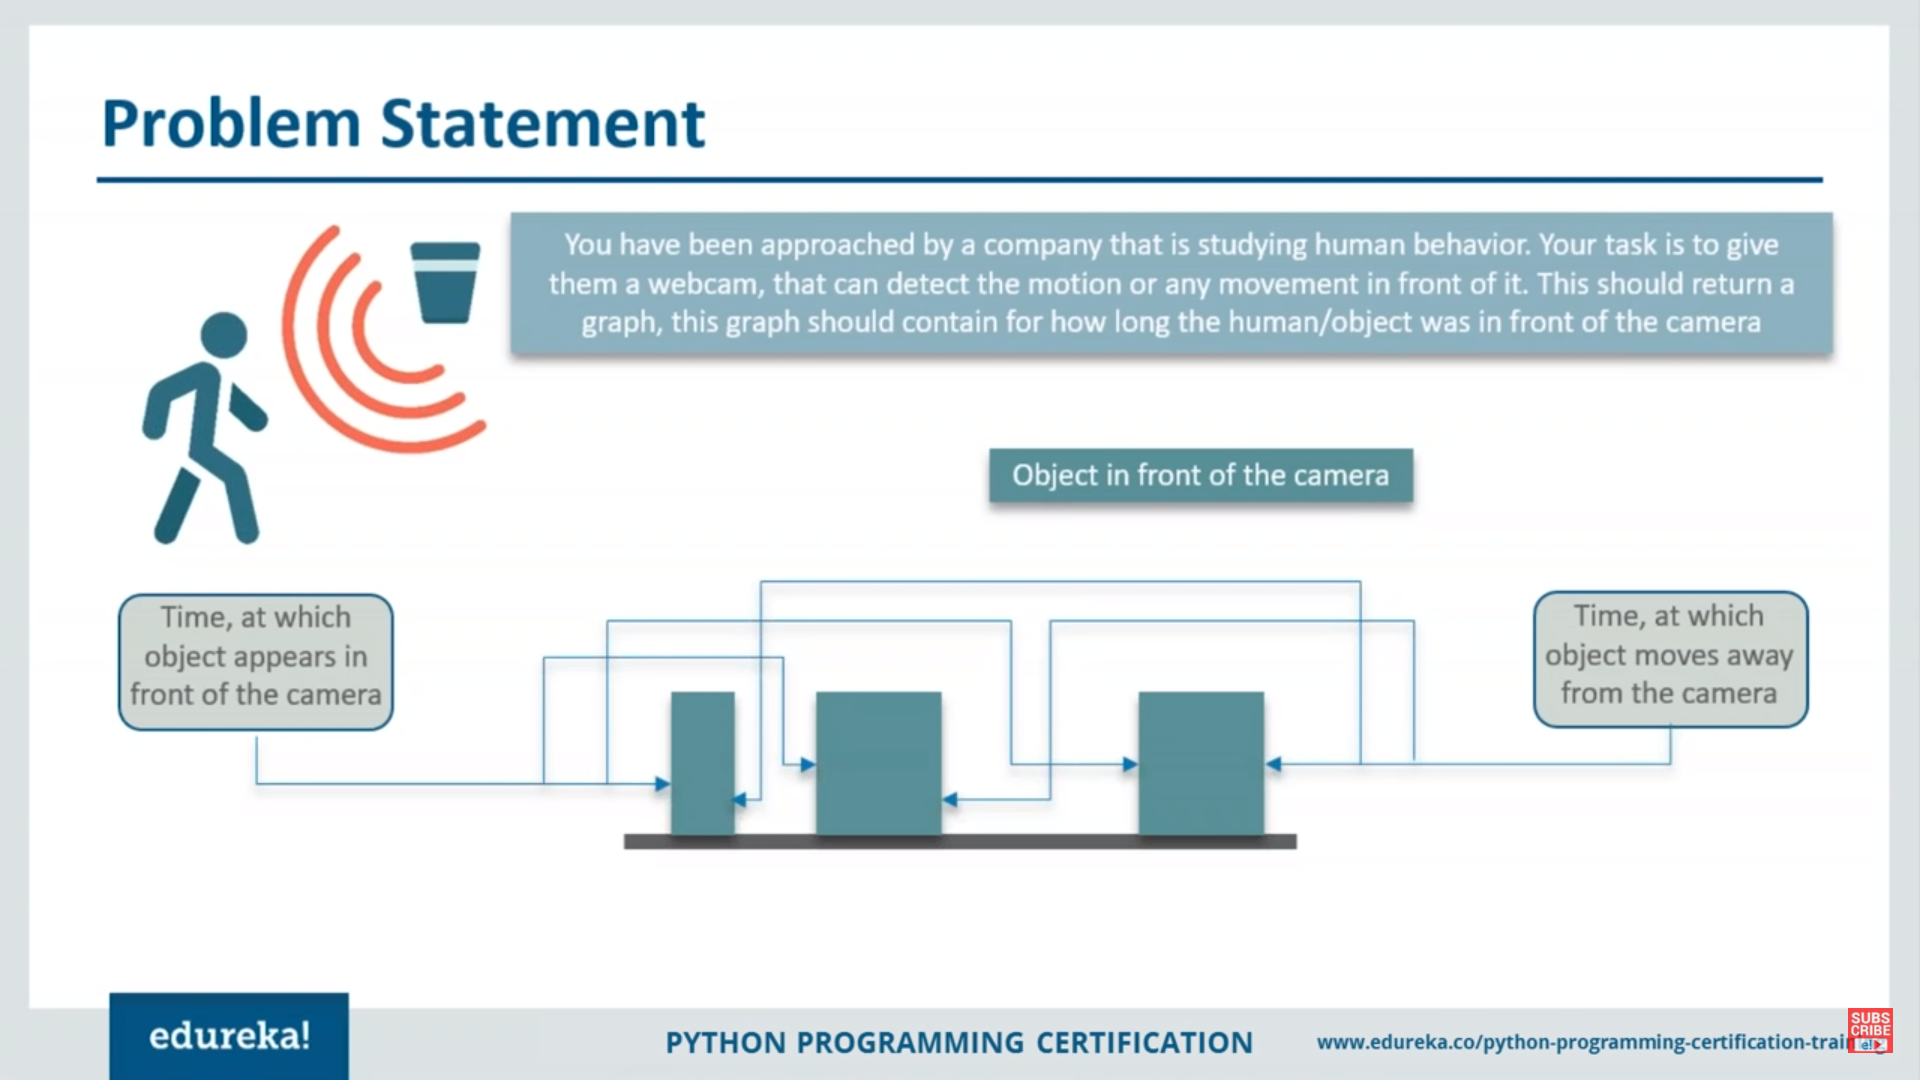 Problem Statement
You have been approached by a company that is studying human behavior. Your task is to give
them a webcam, that can detect the motion or any movement in front of it. This should return a
graph, this graph should contain for how long the human/object was in front of the camera
Object in front of the camera
Time, at which
object appears in
front of the camera
Time, at which
object moves away
from the camera
edureka!
PYTHON PROGRAMMING CERTIFICATION
www.edureka.co/python-programming-certification-trai
SUBS
CRIBE
e!